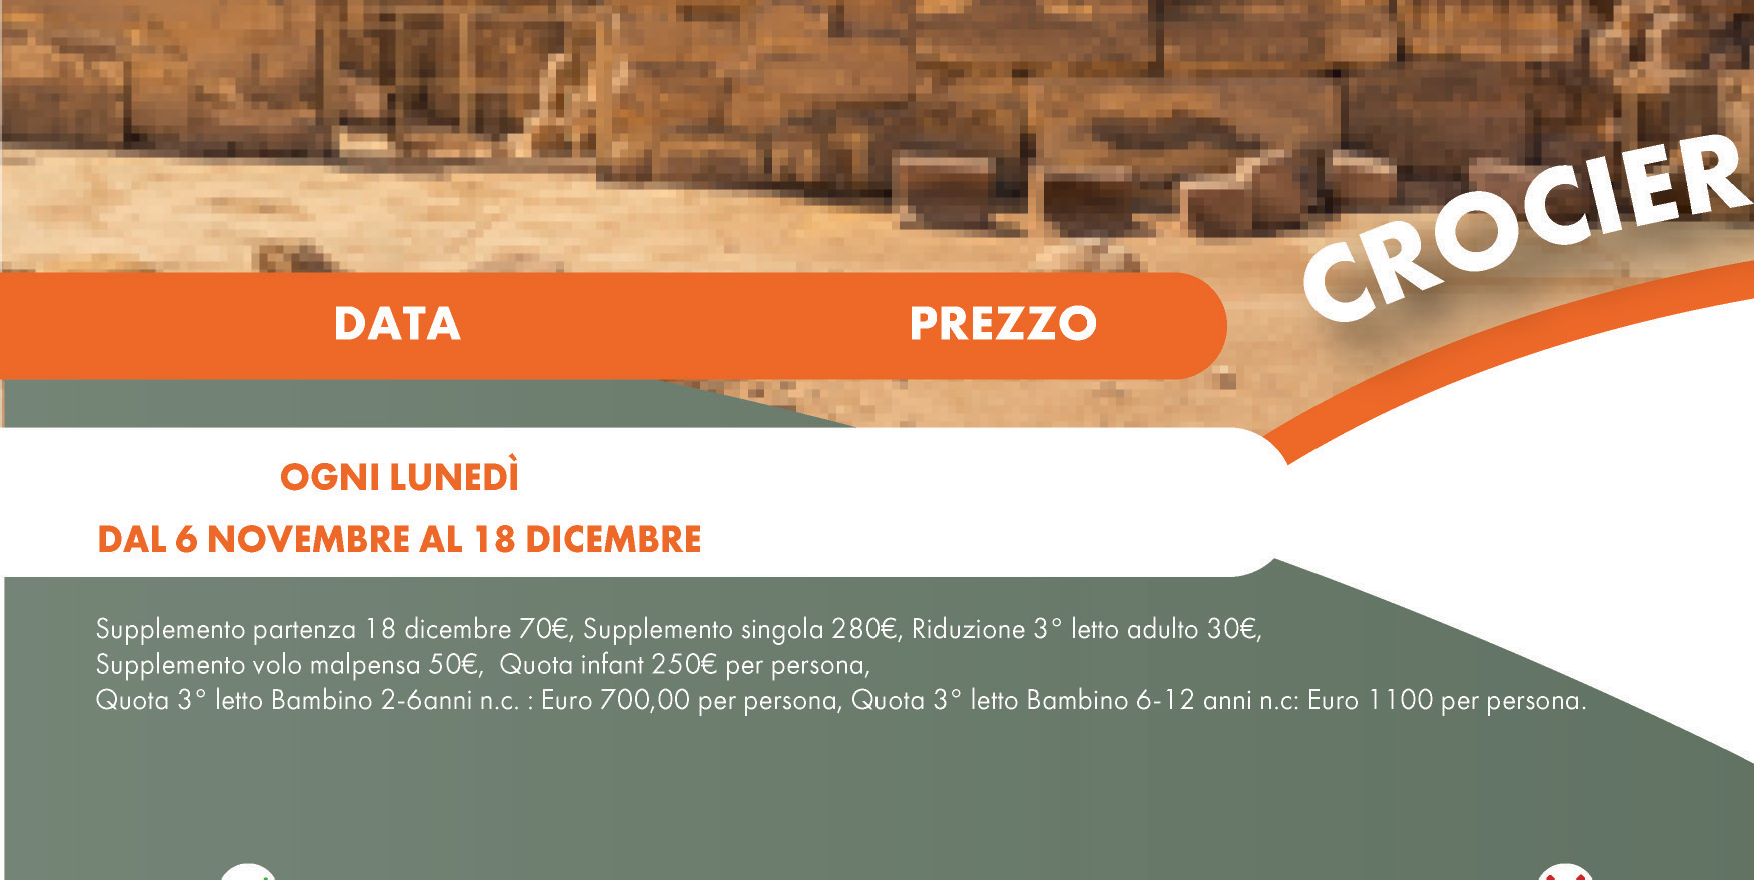 CROCIER
DATA PREZZO
OGNI LUNEDÌ
DAL 6 NOVEMBRE AL 18 DICEMBRE
Supplemento partenza 18 dicembre 70€, Supplemento singola 280€, Riduzione 3° letto adulto 30€,
Supplemento volo malpensa 50€,  Quota infant 250€ per persona,
Quota 3° letto Bambino 2-6anni n.c. : Euro 700,00 per persona, Quota 3° letto Bambino 6-12 anni n.c: Euro 1100 per persona.